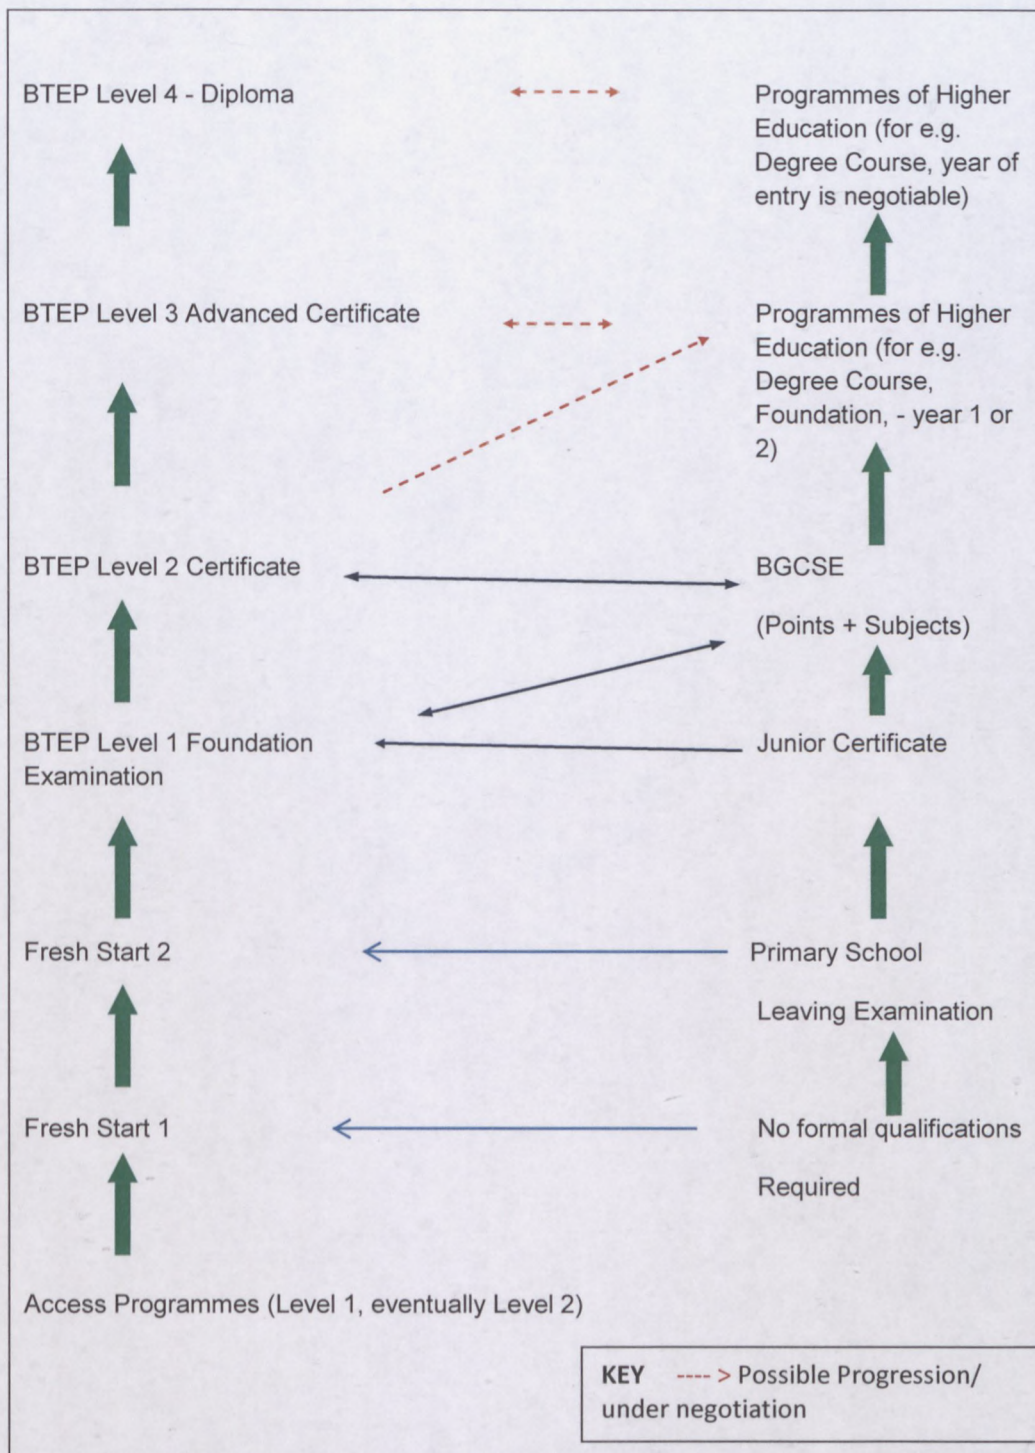 BTEP Level 4 - Diploma
Programmes of Higher
Education (for e.g.
Degree Course, year of
entry is negotiable)
BTEP Level 3 Advanced Certificate
Programmes of Higher
Education (for e.g.
Degree Course,
Foundation, - year 1 or
2)
BTEP Level 2 Certificate
BGCSE
(Points + Subjects)
BTEP Level 1 Foundation
Examination
Junior Certificate
Fresh Start 2
Primary School
Leaving Examination
Fresh Start 1
No formal qualifications
Required
Access Programmes (Level 1, eventually Level 2)
KEY ---- > Possible Progression/
under negotiation